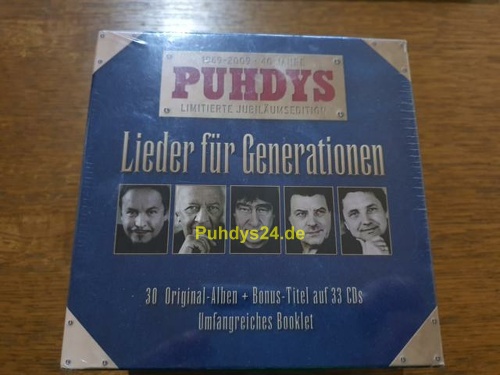 1969-2009 • 40 JAHRE
PUHDYS
LIMITIERTE JUBILÄUMSEDITION
Lieder für Generationen
Puhdys24.de
30 Original-Alben + Bonus-Titel auf 33 CDs
Umfangreiches Booklet